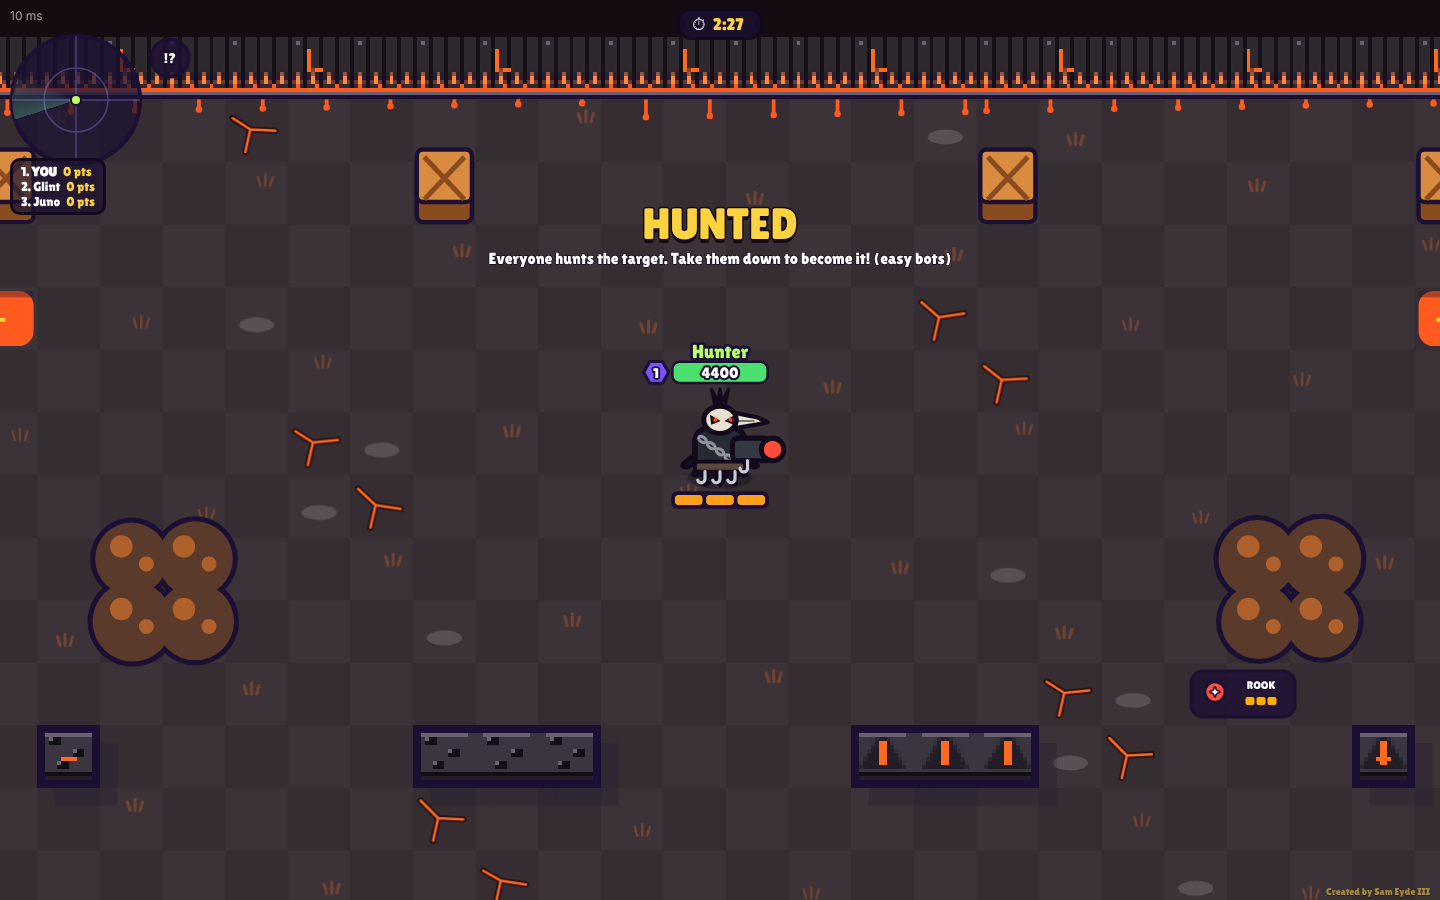 10 ms
2:27
!?
1. YOU 0 pts
2. Glint 0 pts
3. Juno 0 pts
HUNTED
Everyone hunts the target. Take them down to become it! (easy bots)
Hunter
1
4400
ROOK
Created by Sam Eyde III